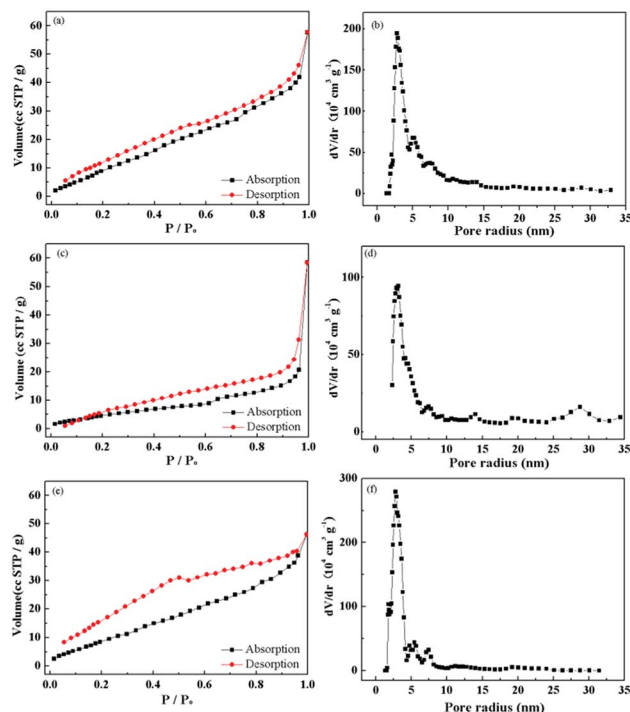 (a)
Volume(cc STP / g)
60
50
40
30
20
10
0
Absorption
Desorption
0.0 0.2 0.4 0.6 0.8 1.0
P / Pₒ
(b)
dV/dr (10⁴ cm³ g⁻¹)
200
150
100
50
0
0 5 10 15 20 25 30 35
Pore radius (nm)
(c)
Volume (cc STP / g)
60
50
40
30
20
10
0
Absorption
Desorption
0.0 0.2 0.4 0.6 0.8 1.0
P / Pₒ
(d)
dV/dr (10⁴ cm³ g⁻¹)
100
50
0
0 5 10 15 20 25 30 35
Pore radius (nm)
(e)
Volume(cc STP / g)
60
50
40
30
20
10
0
Absorption
Desorption
0.0 0.2 0.4 0.6 0.8 1.0
P / Pₒ
(f)
dV/dr (10⁴ cm³ g⁻¹)
300
200
100
0
0 5 10 15 20 25 30 35
Pore radius (nm)